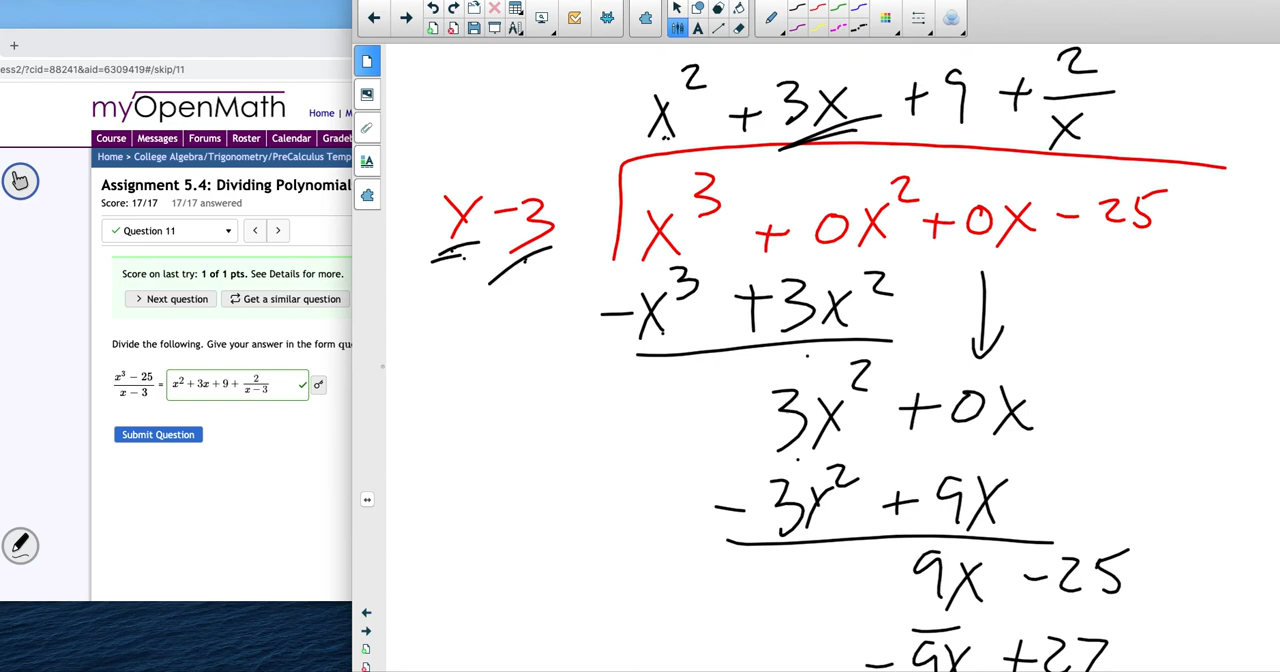 ess2/?cid=88241&aid=6309419#/skip/11
myOpenMath
Home | M
Course Messages Forums Roster Calendar Grade
Home > College Algebra/Trigonometry/PreCalculus Temp
Assignment 5.4: Dividing Polynomial
Score: 17/17 17/17 answered
Question 11
Score on last try: 1 of 1 pts. See Details for more.
> Next question Get a similar question
Divide the following. Give your answer in the form quo
(x³ − 25)/(x − 3) = x² + 3x + 9 + 2/(x−3)
Submit Question
x² + 3x + 9 + 2/x
x - 3 x³ + 0x² + 0x - 25
-x³ + 3x²
3x² + 0x
- 3x² + 9x
9x - 25
- 9x + 27